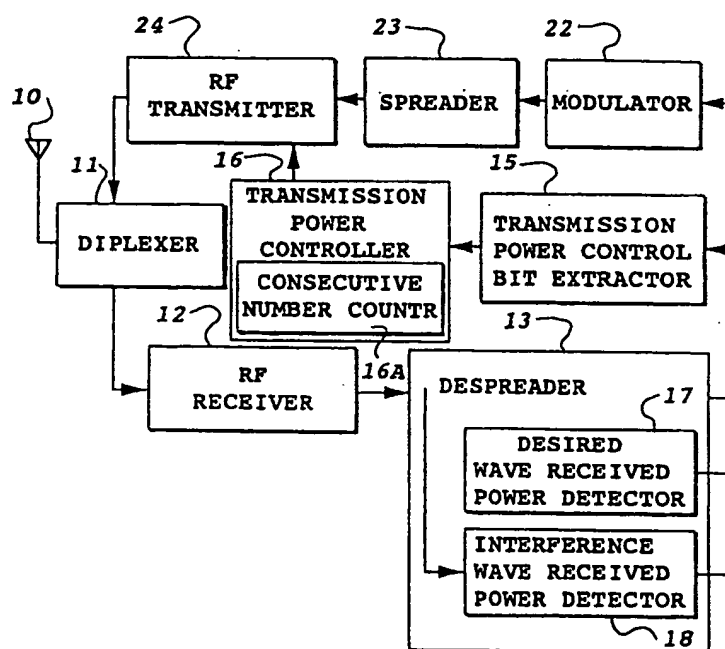 24
23
22
10
RF
TRANSMITTER
SPREADER
MODULATOR
11
16
15
DIPLEXER
TRANSMISSION
POWER
CONTROLLER
CONSECUTIVE
NUMBER COUNTR
16A
TRANSMISSION
POWER CONTROL
BIT EXTRACTOR
12
13
RF
RECEIVER
DESPREADER
17
DESIRED
WAVE RECEIVED
POWER DETECTOR
INTERFERENCE
WAVE RECEIVED
POWER DETECTOR
18